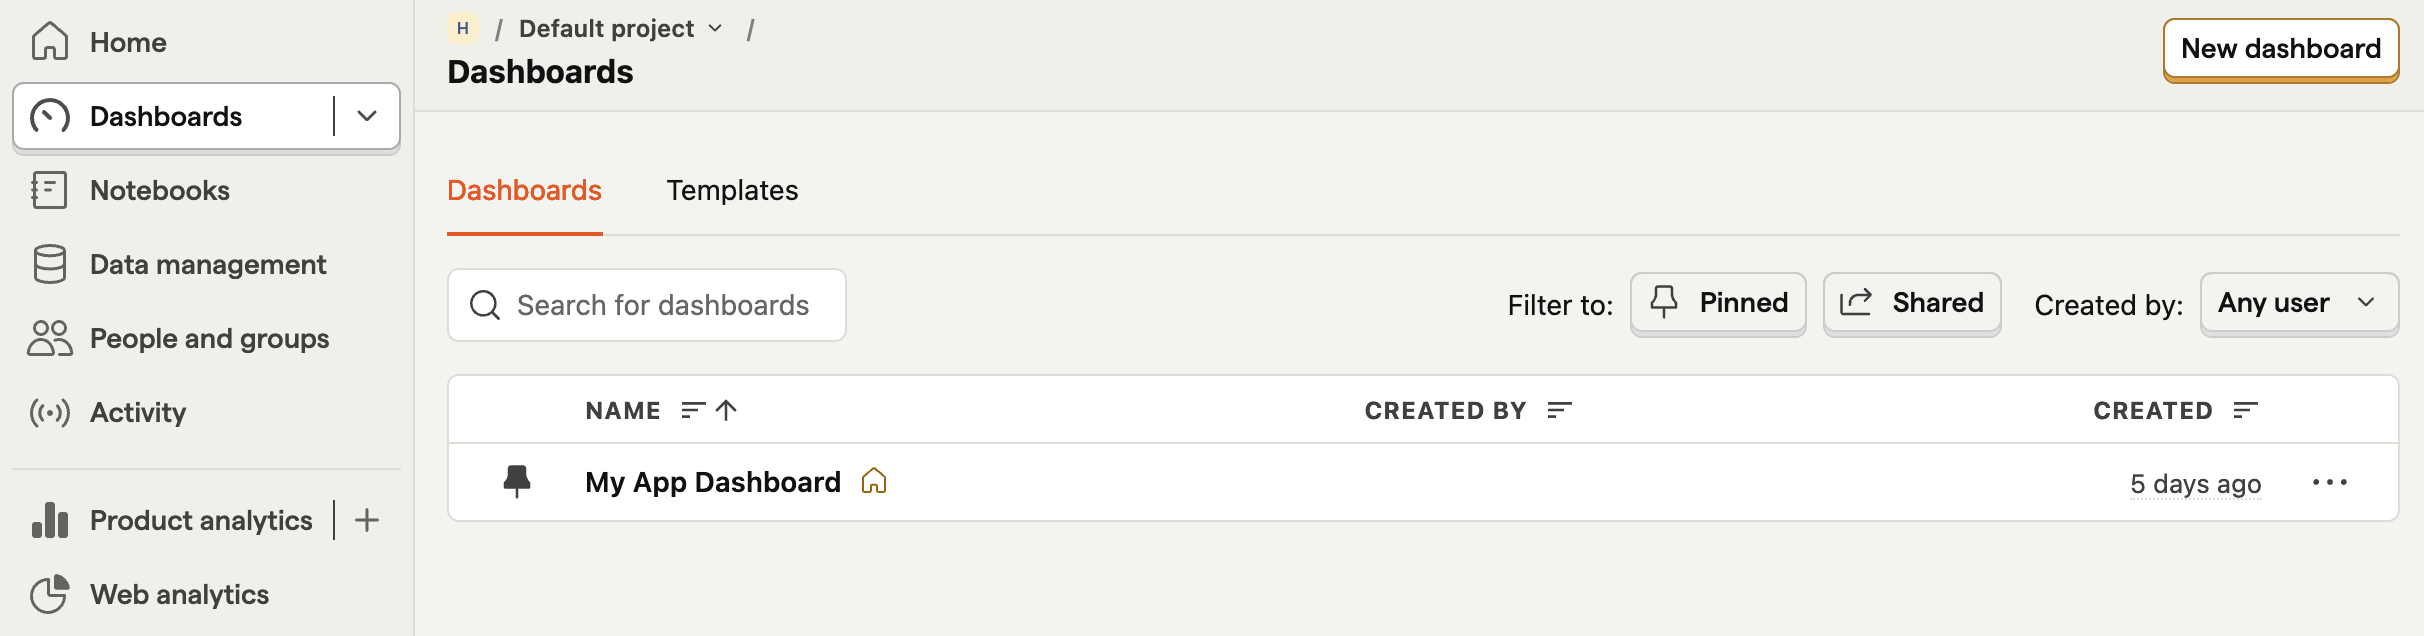 Home
Dashboards
Notebooks
Data management
People and groups
Activity
Product analytics
Web analytics
H / Default project /
Dashboards
New dashboard
Dashboards Templates
Search for dashboards
Filter to: Pinned Shared Created by: Any user
NAME CREATED BY CREATED
My App Dashboard 5 days ago